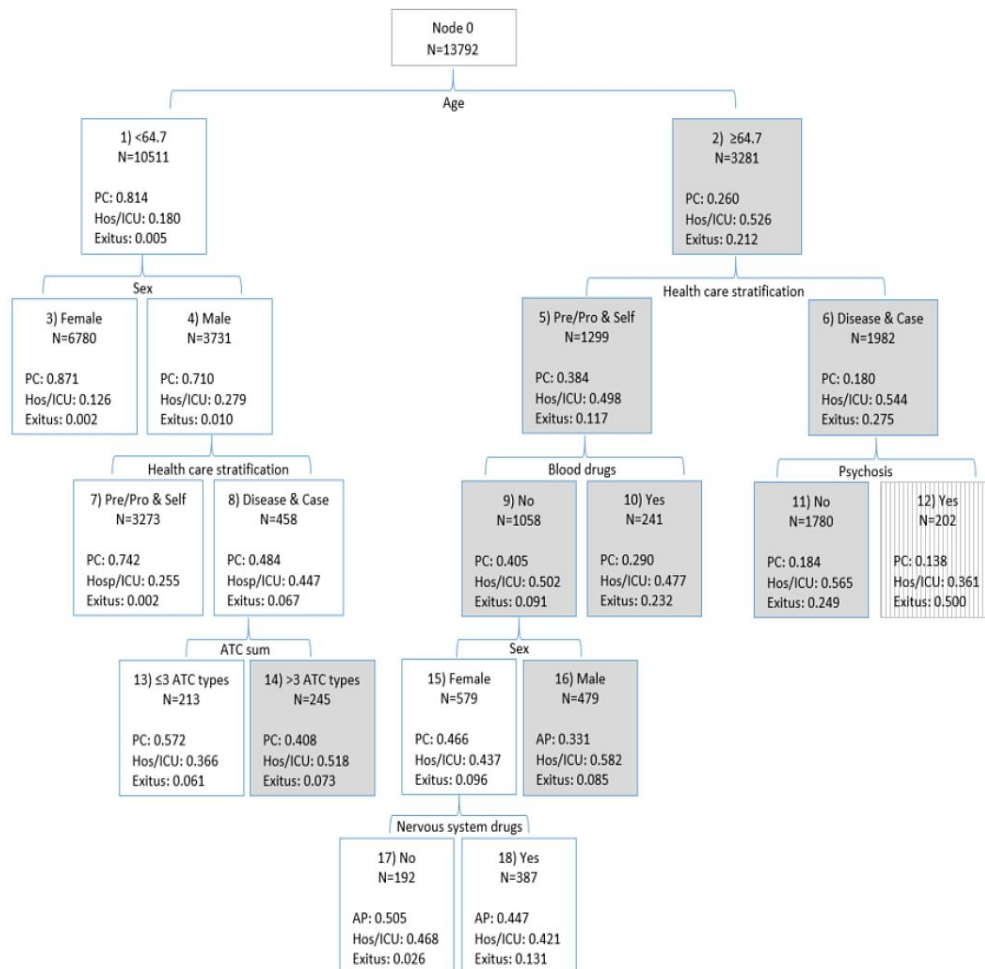 Node 0
N=13792
Age
1) <64.7
N=10511
PC: 0.814
Hos/ICU: 0.180
Exitus: 0.005
2) ≥64.7
N=3281
PC: 0.260
Hos/ICU: 0.526
Exitus: 0.212
Sex
Health care stratification
3) Female
N=6780
PC: 0.871
Hos/ICU: 0.126
Exitus: 0.002
4) Male
N=3731
PC: 0.710
Hos/ICU: 0.279
Exitus: 0.010
5) Pre/Pro & Self
N=1299
PC: 0.384
Hos/ICU: 0.498
Exitus: 0.117
6) Disease & Case
N=1982
PC: 0.180
Hos/ICU: 0.544
Exitus: 0.275
Health care stratification
Blood drugs
Psychosis
7) Pre/Pro & Self
N=3273
PC: 0.742
Hosp/ICU: 0.255
Exitus: 0.002
8) Disease & Case
N=458
PC: 0.484
Hosp/ICU: 0.447
Exitus: 0.067
9) No
N=1058
PC: 0.405
Hos/ICU: 0.502
Exitus: 0.091
10) Yes
N=241
PC: 0.290
Hos/ICU: 0.477
Exitus: 0.232
11) No
N=1780
PC: 0.184
Hos/ICU: 0.565
Exitus: 0.249
12) Yes
N=202
PC: 0.138
Hos/ICU: 0.361
Exitus: 0.500
ATC sum
Sex
13) ≤3 ATC types
N=213
PC: 0.572
Hos/ICU: 0.366
Exitus: 0.061
14) >3 ATC types
N=245
PC: 0.408
Hos/ICU: 0.518
Exitus: 0.073
15) Female
N=579
PC: 0.466
Hos/ICU: 0.437
Exitus: 0.096
16) Male
N=479
AP: 0.331
Hos/ICU: 0.582
Exitus: 0.085
Nervous system drugs
17) No
N=192
AP: 0.505
Hos/ICU: 0.468
Exitus: 0.026
18) Yes
N=387
AP: 0.447
Hos/ICU: 0.421
Exitus: 0.131